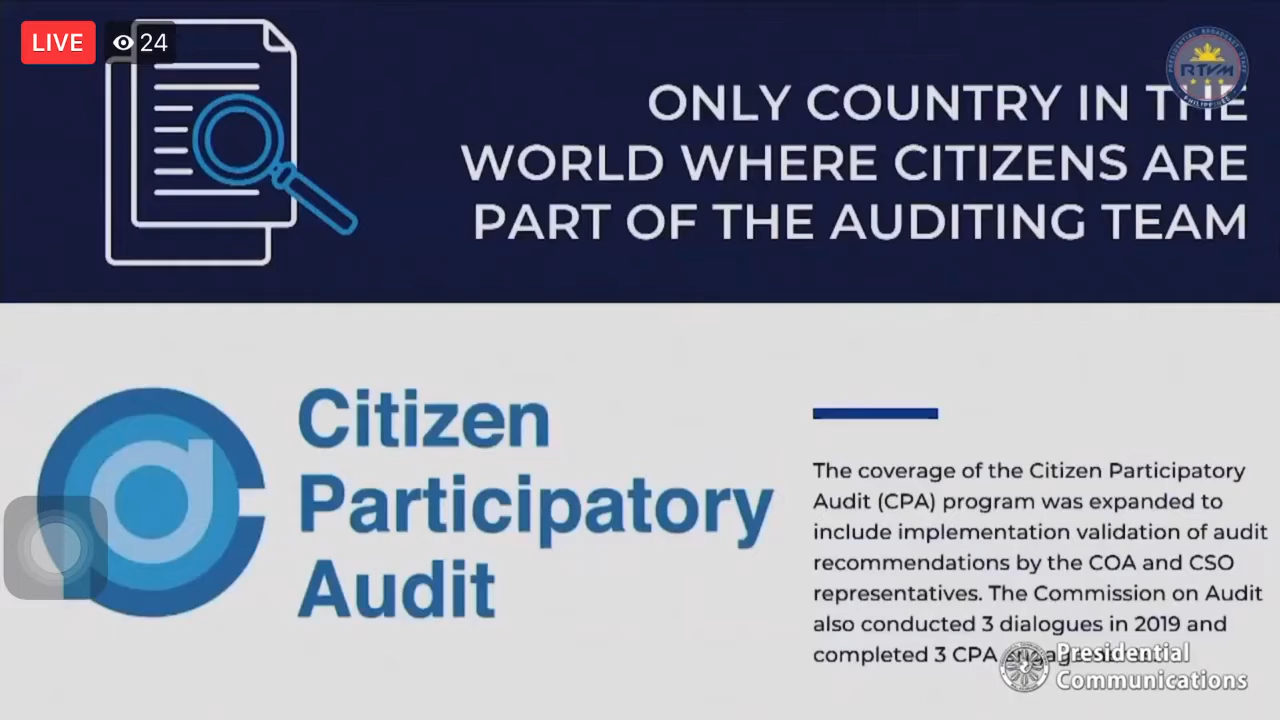 LIVE
24
RTVM
ONLY COUNTRY IN THE
WORLD WHERE CITIZENS ARE
PART OF THE AUDITING TEAM
Citizen
Participatory
Audit
The coverage of the Citizen Participatory
Audit (CPA) program was expanded to
include implementation validation of audit
recommendations by the COA and CSO
representatives. The Commission on Audit
also conducted 3 dialogues in 2019 and
completed 3 CPA
Presidential
Communications